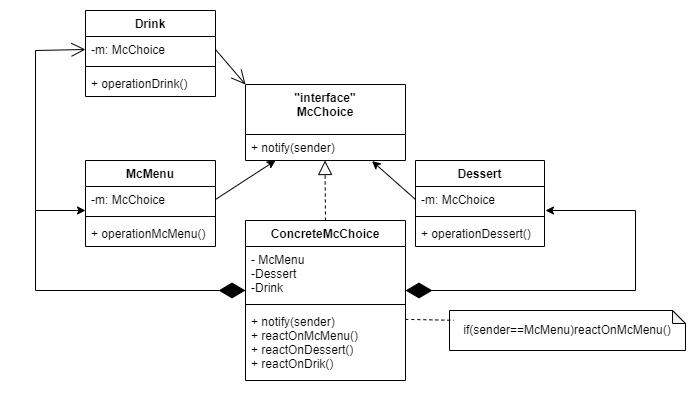 Drink
-m: McChoice
+ operationDrink()
"interface"
McChoice
+ notify(sender)
McMenu
-m: McChoice
+ operationMcMenu()
Dessert
-m: McChoice
+ operationDessert()
ConcreteMcChoice
- McMenu
-Dessert
-Drink
+ notify(sender)
+ reactOnMcMenu()
+ reactOnDessert()
+ reactOnDrik()
if(sender==McMenu)reactOnMcMenu()